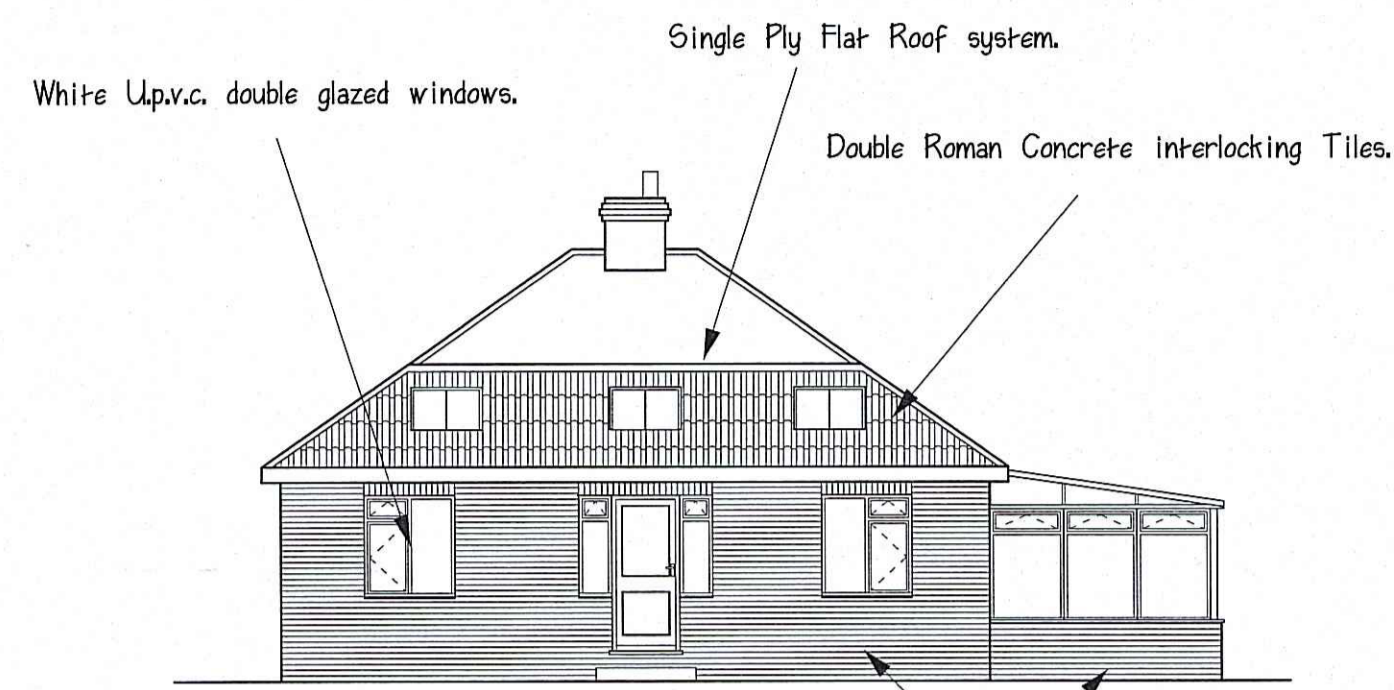 Single Ply Flat Roof system.
White U.p.v.c. double glazed windows.
Double Roman Concrete interlocking Tiles.